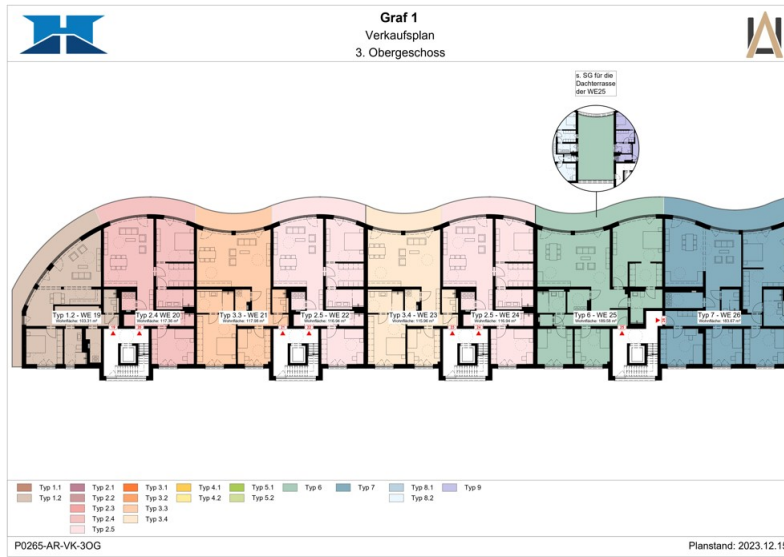 Graf 1
Verkaufsplan
3. Obergeschoss
s. SG für die
Dachterrasse
der WE25
Typ 1.2 - WE 19
Typ 2.4 WE 20
Typ 3.3 - WE 21
Typ 2.5 - WE 22
Typ 3.4 - WE 23
Typ 2.5 - WE 24
Typ 6 - WE 25
Typ 7 - WE 26
Typ 1.1
Typ 2.1
Typ 3.1
Typ 4.1
Typ 5.1
Typ 6
Typ 7
Typ 8.1
Typ 9
Typ 1.2
Typ 2.2
Typ 3.2
Typ 4.2
Typ 5.2
Typ 8.2
Typ 2.3
Typ 3.3
Typ 2.4
Typ 3.4
Typ 2.5
P0265-AR-VK-3OG
Planstand: 2023.12.15